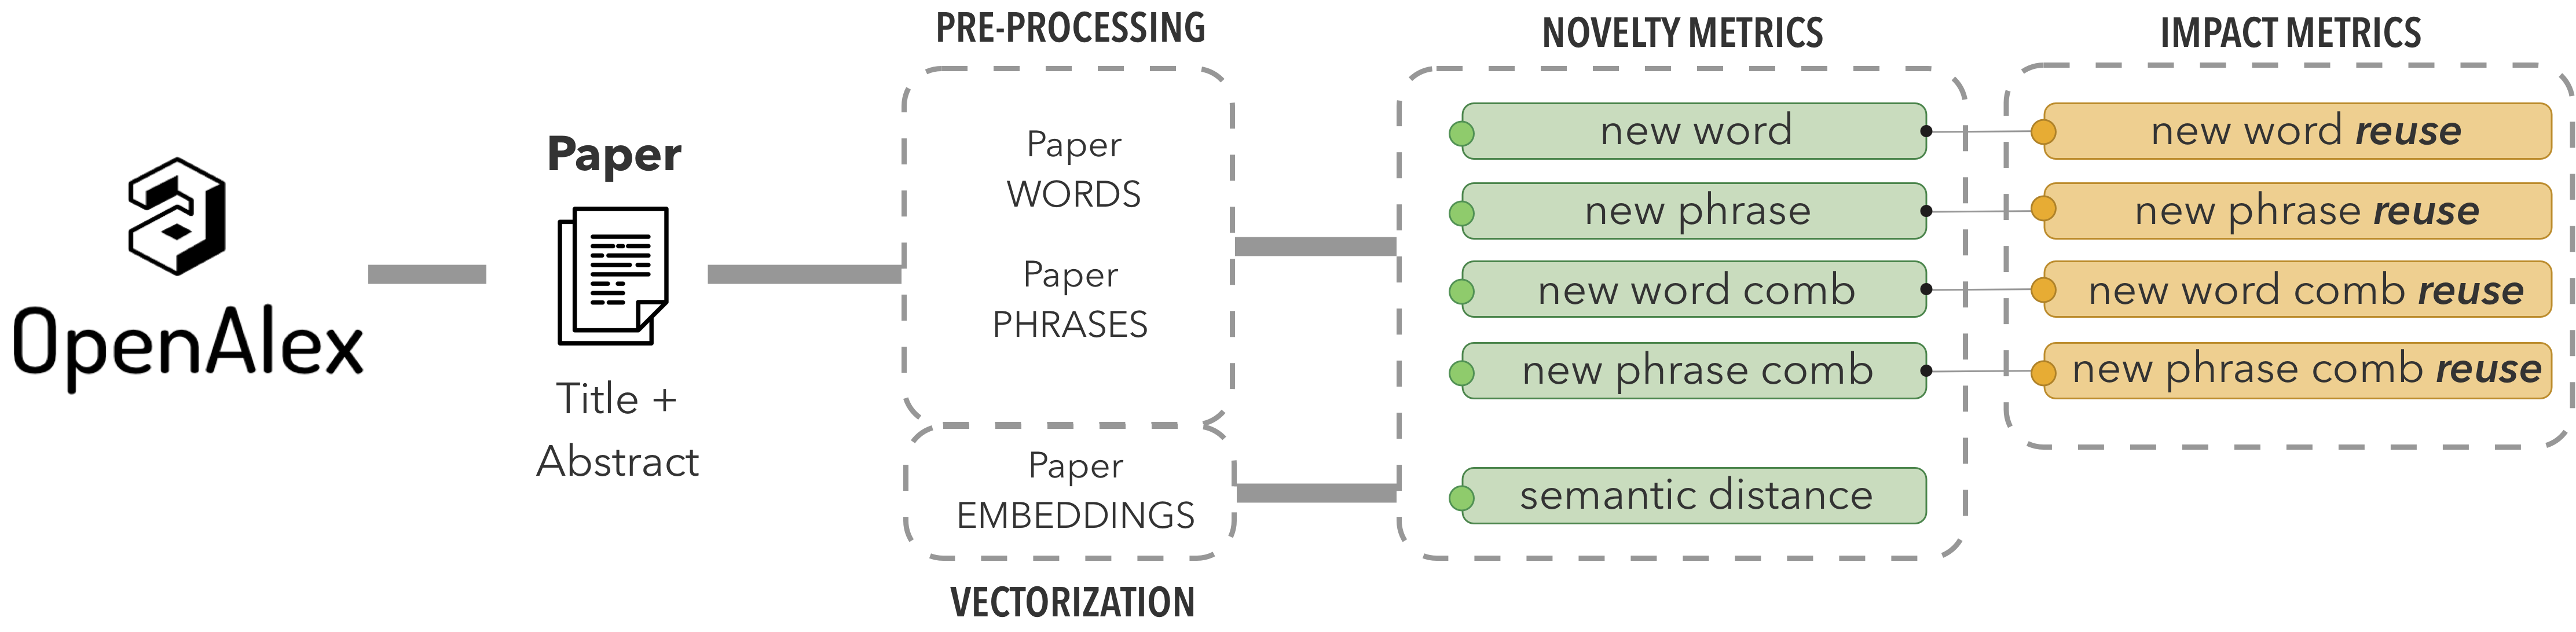 OpenAlex
Paper
Title +
Abstract
PRE-PROCESSING
Paper
WORDS
Paper
PHRASES
Paper
EMBEDDINGS
VECTORIZATION
NOVELTY METRICS
new word
new phrase
new word comb
new phrase comb
semantic distance
IMPACT METRICS
new word reuse
new phrase reuse
new word comb reuse
new phrase comb reuse